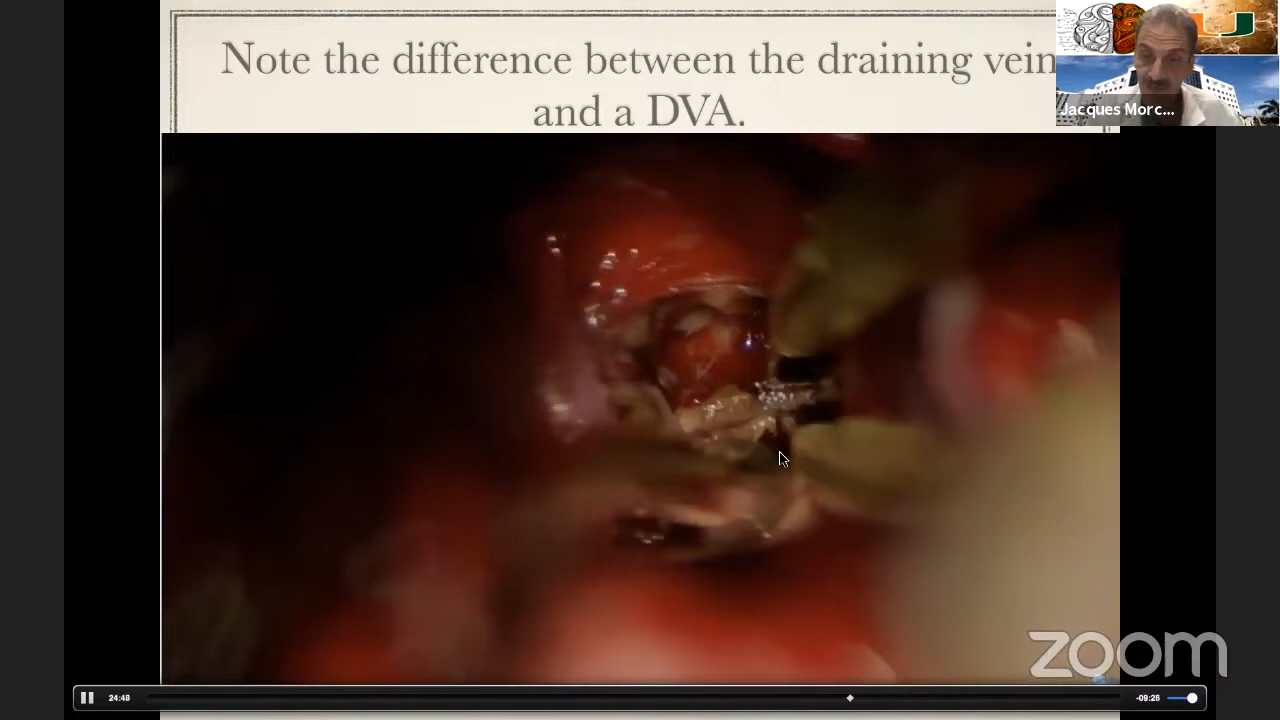 Note the difference between the draining vein
and a DVA.
Jacques Morc...
U
zoom
24:48
-09:26